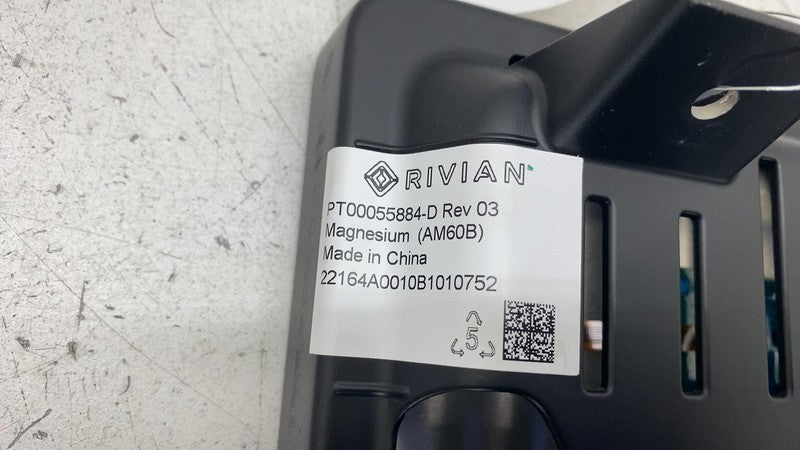 RIVIAN
PT00055884-D Rev 03
Magnesium (AM60B)
Made in China
22164A0010B1010752
5